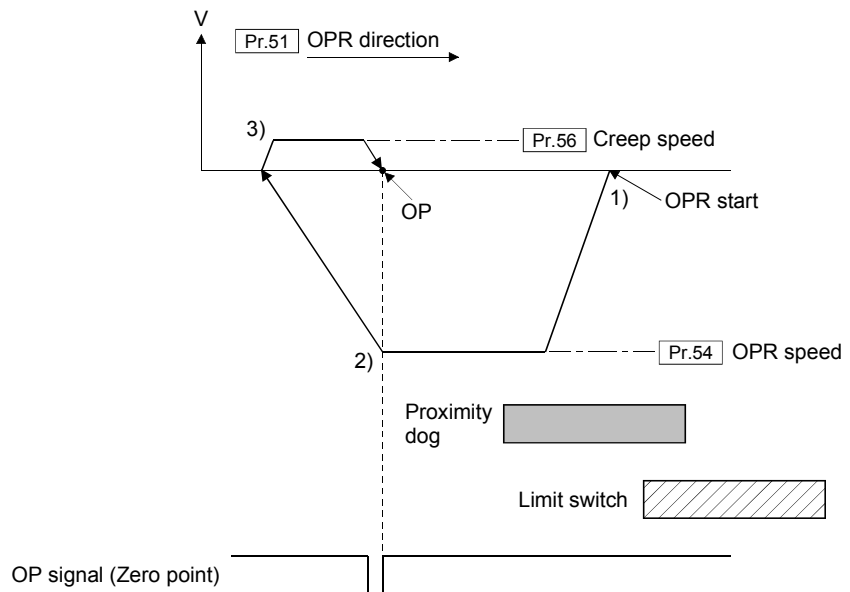 V
Pr.51 OPR direction
3)
Pr.56 Creep speed
OP
1)
OPR start
2)
Pr.54 OPR speed
Proximity
dog
Limit switch
OP signal (Zero point)